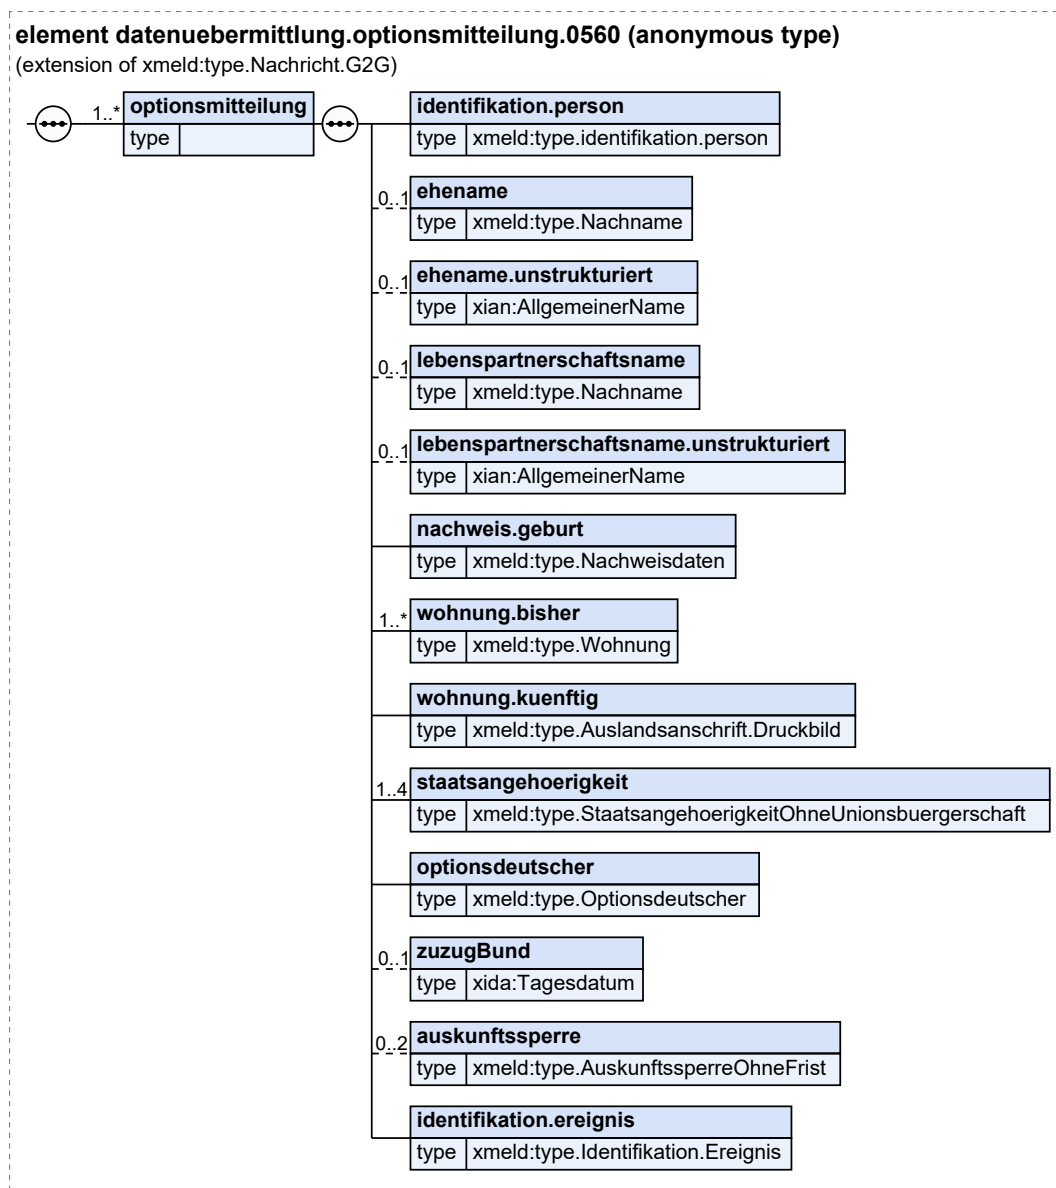 element datenuebermittlung.optionsmitteilung.0560 (anonymous type)
(extension of xmeld:type.Nachricht.G2G)
1..* optionsmitteilung
type
identifikation.person
type xmeld:type.identifikation.person
0..1 ehename
type xmeld:type.Nachname
0..1 ehename.unstrukturiert
type xian:AllgemeinerName
0..1 lebenspartnerschaftsname
type xmeld:type.Nachname
0..1 lebenspartnerschaftsname.unstrukturiert
type xian:AllgemeinerName
nachweis.geburt
type xmeld:type.Nachweisdaten
1..* wohnung.bisher
type xmeld:type.Wohnung
wohnung.kuenftig
type xmeld:type.Auslandsanschrift.Druckbild
1..4 staatsangehoerigkeit
type xmeld:type.StaatsangehoerigkeitOhneUnionsbuergerschaft
optionsdeutscher
type xmeld:type.Optionsdeutscher
0..1 zuzugBund
type xida:Tagesdatum
0..2 auskunftssperre
type xmeld:type.AuskunftssperreOhneFrist
identifikation.ereignis
type xmeld:type.Identifikation.Ereignis